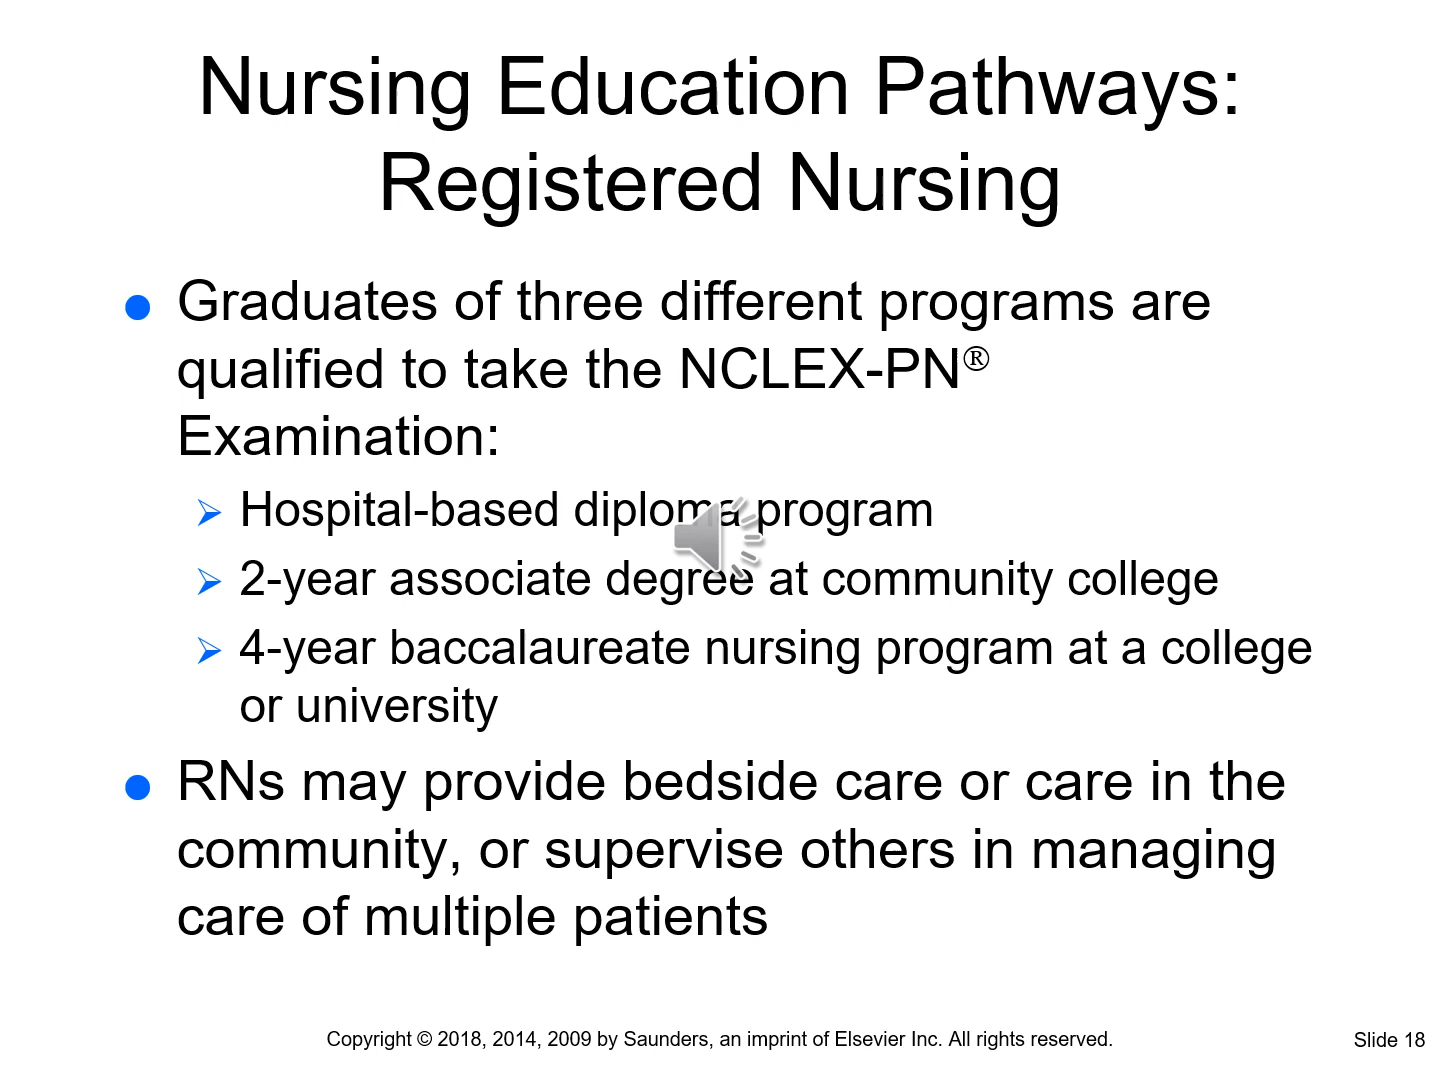 Nursing Education Pathways:
Registered Nursing
Graduates of three different programs are
qualified to take the NCLEX-PN®
Examination:
Hospital-based diploma program
2-year associate degree at community college
4-year baccalaureate nursing program at a college
or university
RNs may provide bedside care or care in the
community, or supervise others in managing
care of multiple patients
Copyright © 2018, 2014, 2009 by Saunders, an imprint of Elsevier Inc. All rights reserved.
Slide 18